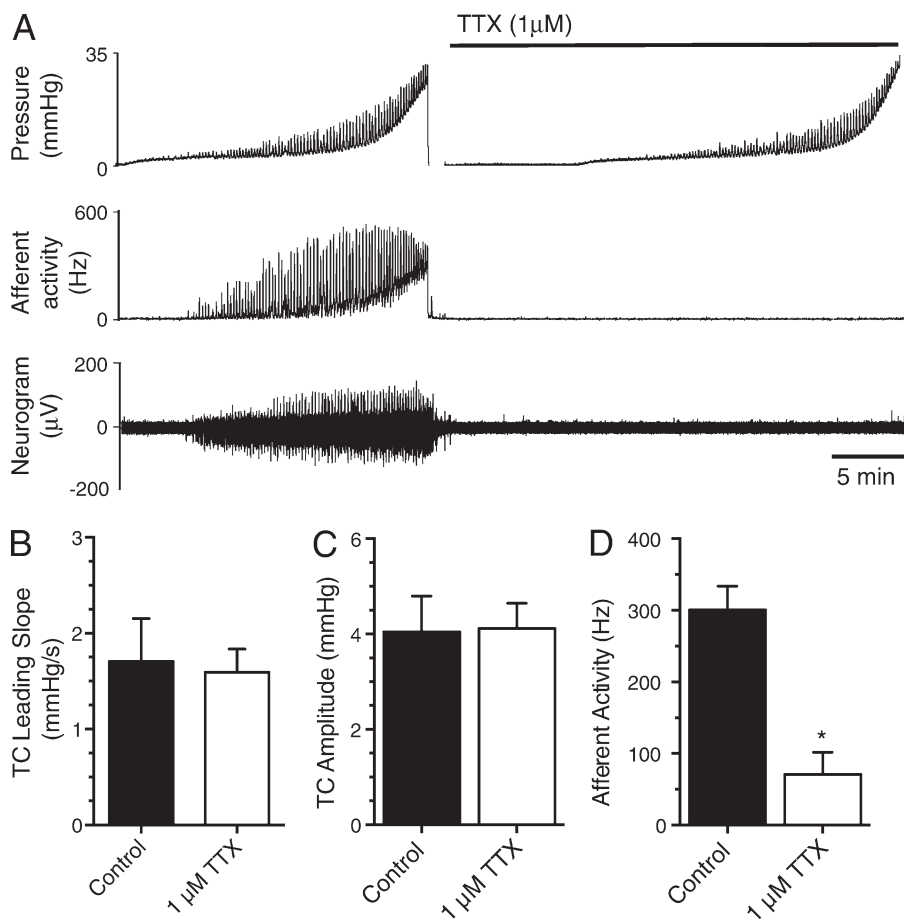 A
TTX (1μM)
Pressure
(mmHg)
35
0
Afferent
activity
(Hz)
600
0
Neurogram
(μV)
200
0
-200
5 min
B
TC Leading Slope
(mmHg/s)
3
2
1
0
Control
1 μM TTX
C
TC Amplitude (mmHg)
6
4
2
0
Control
1 μM TTX
D
Afferent Activity (Hz)
400
300
200
100
0
*
Control
1 μM TTX